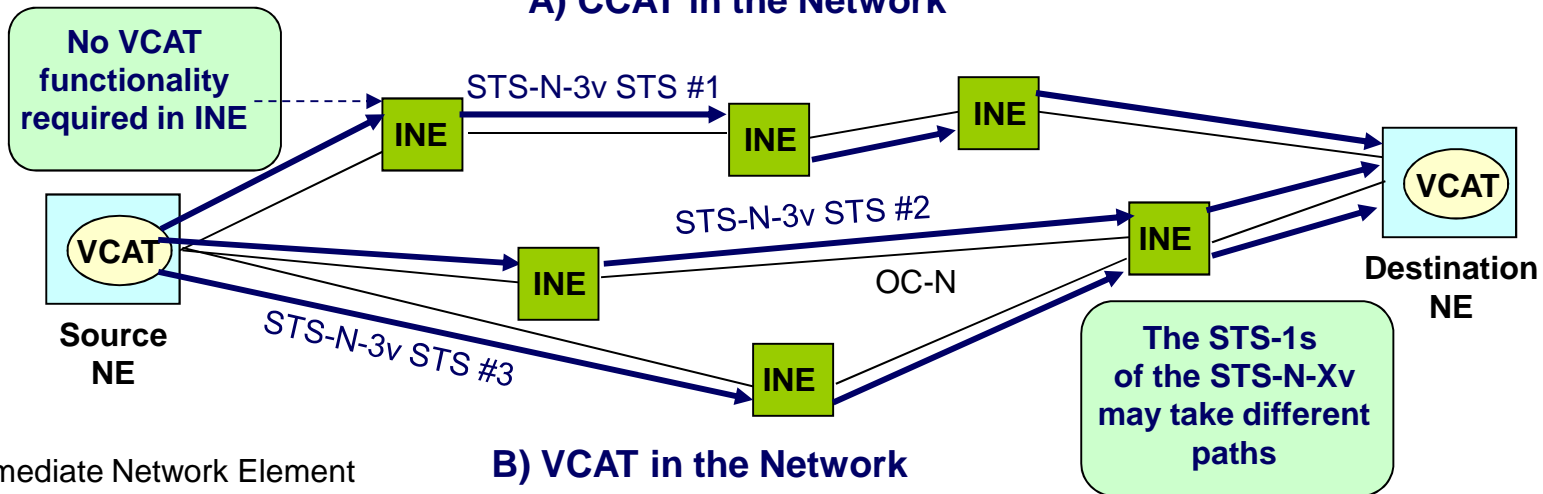 A) CCAT in the Network
No VCAT
functionality
required in INE
STS-N-3v STS #1
INE
INE
INE
VCAT
Source
NE
STS-N-3v STS #2
INE
INE
OC-N
STS-N-3v STS #3
INE
VCAT
Destination
NE
The STS-1s
of the STS-N-Xv
may take different
paths
mediate Network Element
B) VCAT in the Network